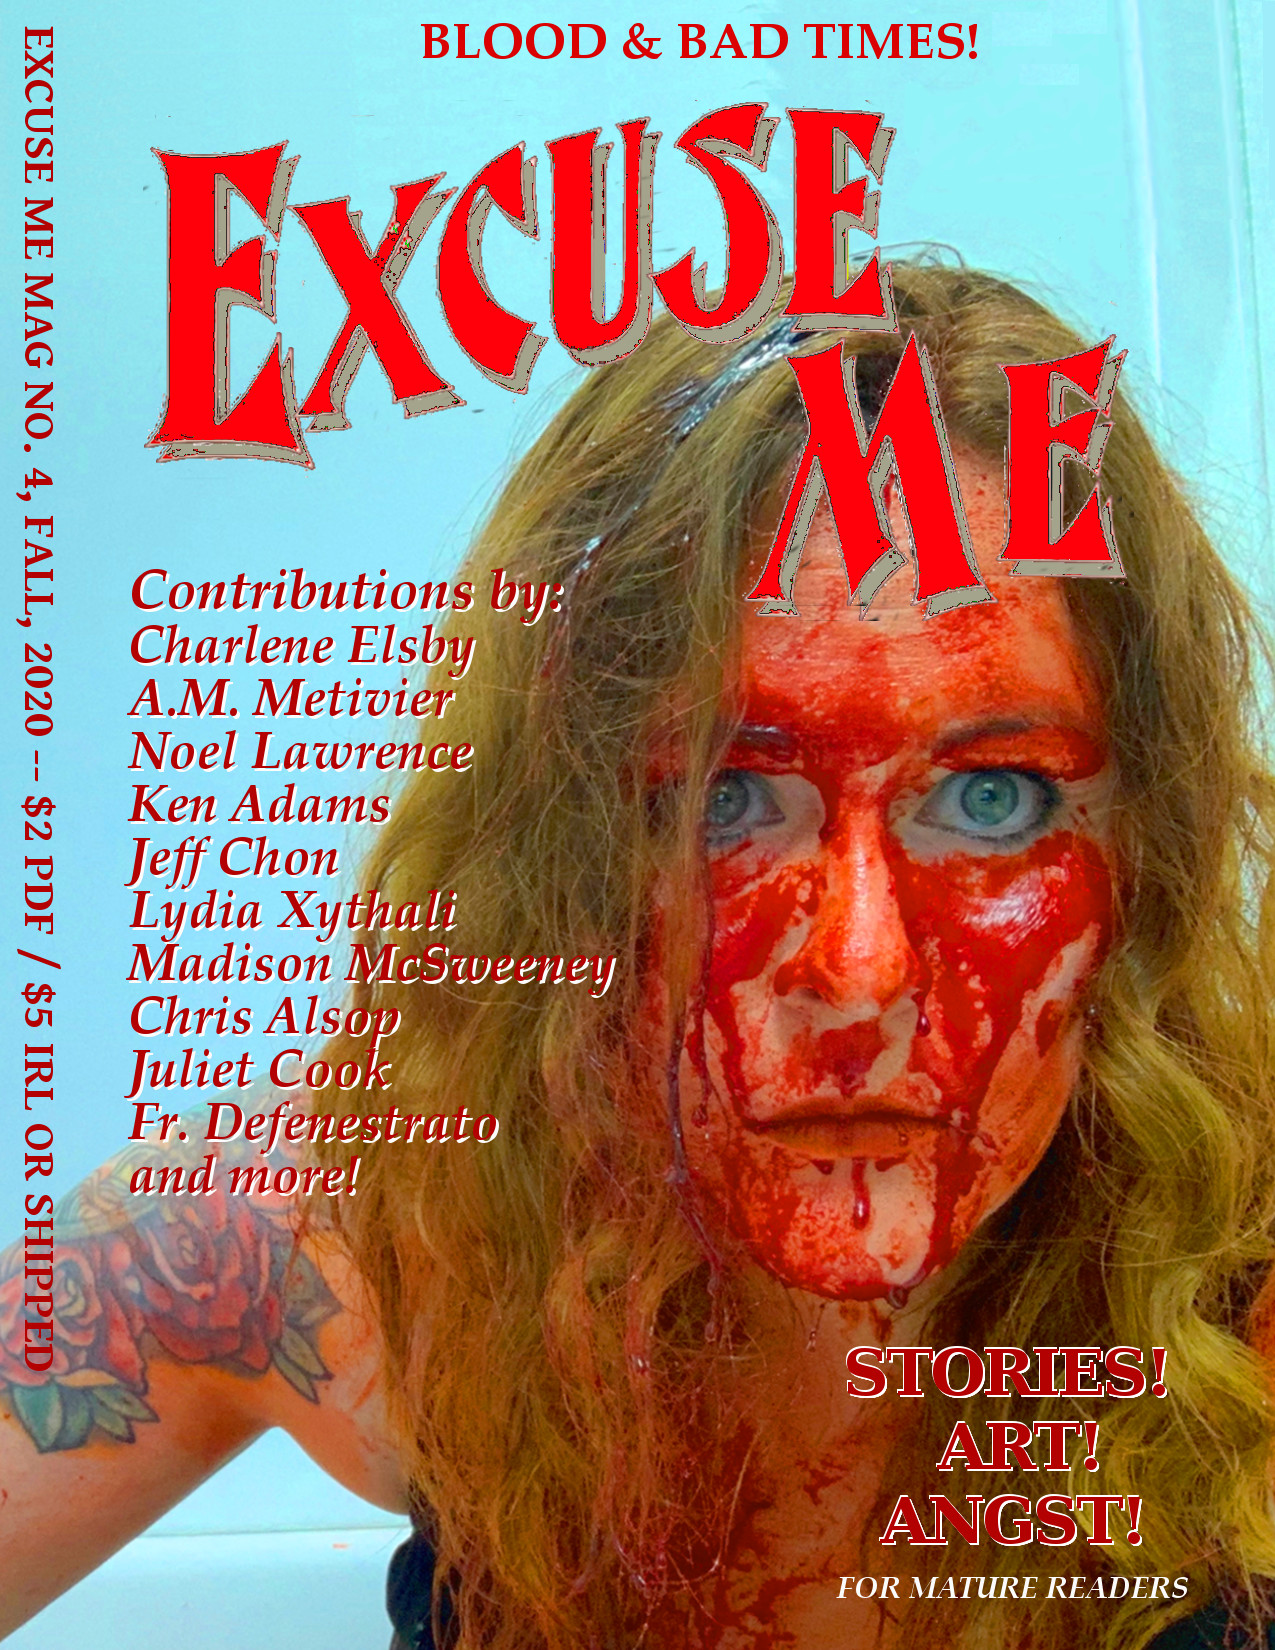 BLOOD & BAD TIMES!
EXCUSE
ME
EXCUSE ME MAG NO. 4, FALL, 2020 -- $2 PDF / $5 IRL OR SHIPPED
Contributions by:
Charlene Elsby
A.M. Metivier
Noel Lawrence
Ken Adams
Jeff Chon
Lydia Xythali
Madison McSweeney
Chris Alsop
Juliet Cook
Fr. Defenestrato
and more!
STORIES!
ART!
ANGST!
FOR MATURE READERS